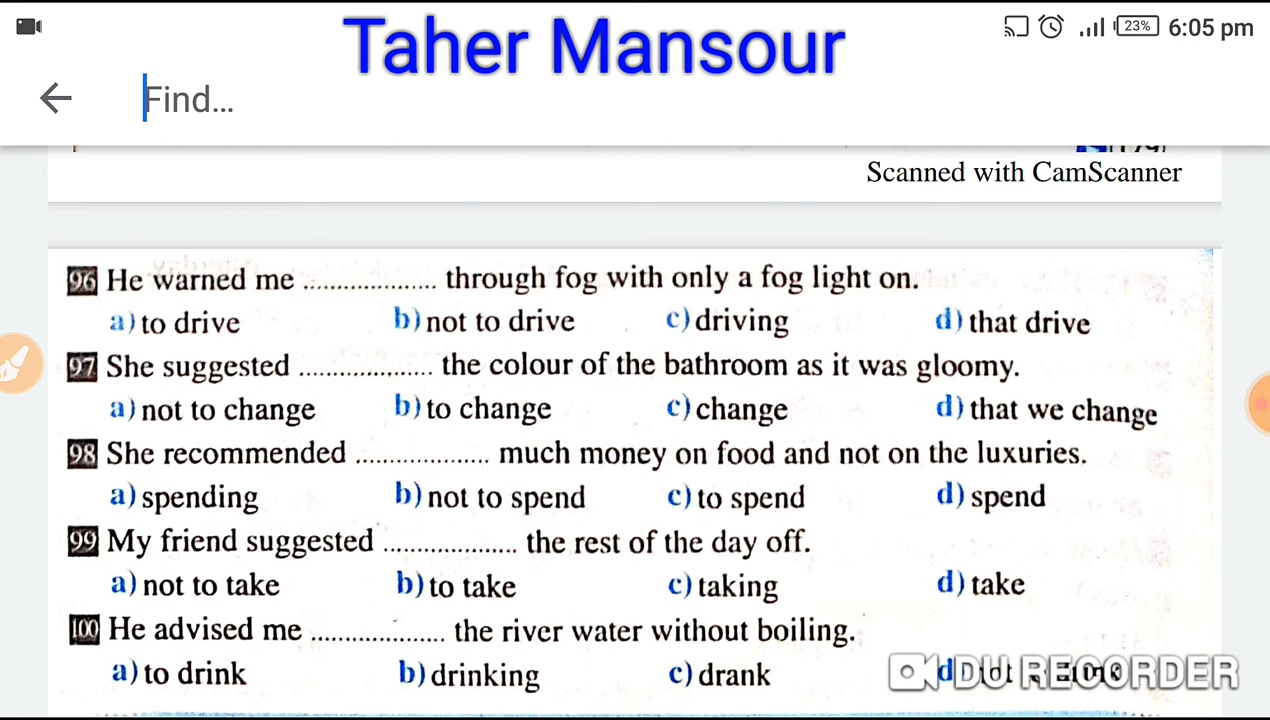 Taher Mansour
23% 6:05 pm
Find...
Scanned with CamScanner
96 He warned me ................... through fog with only a fog light on.
a) to drive b) not to drive c) driving d) that drive
97 She suggested ................... the colour of the bathroom as it was gloomy.
a) not to change b) to change c) change d) that we change
98 She recommended ................... much money on food and not on the luxuries.
a) spending b) not to spend c) to spend d) spend
99 My friend suggested ................... the rest of the day off.
a) not to take b) to take c) taking d) take
100 He advised me ................... the river water without boiling.
a) to drink b) drinking c) drank d)
DU RECORDER